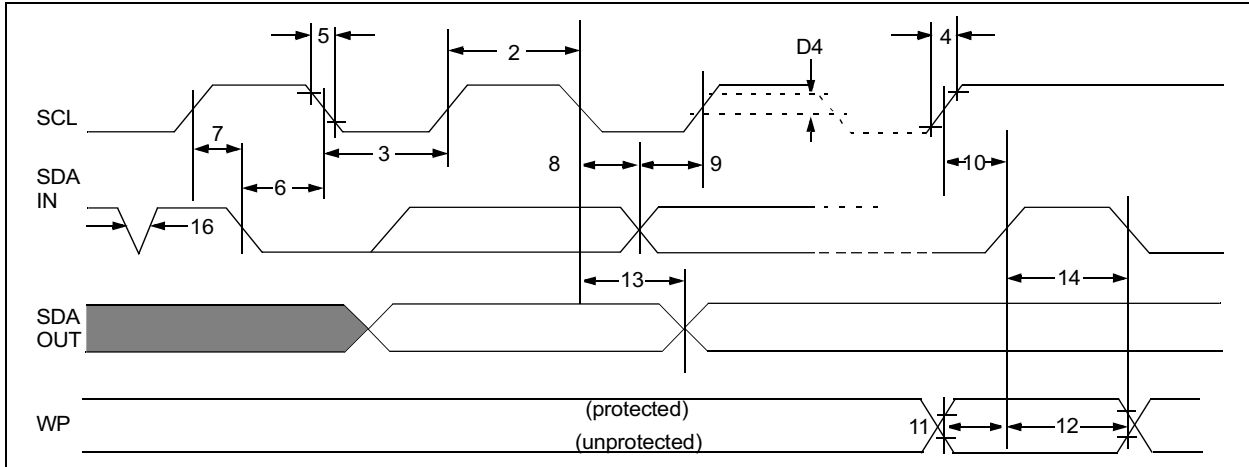 5
2
D4
4
SCL
7
3
8
9
10
SDA
IN
6
16
13
14
SDA
OUT
WP
(protected)
(unprotected)
11
12